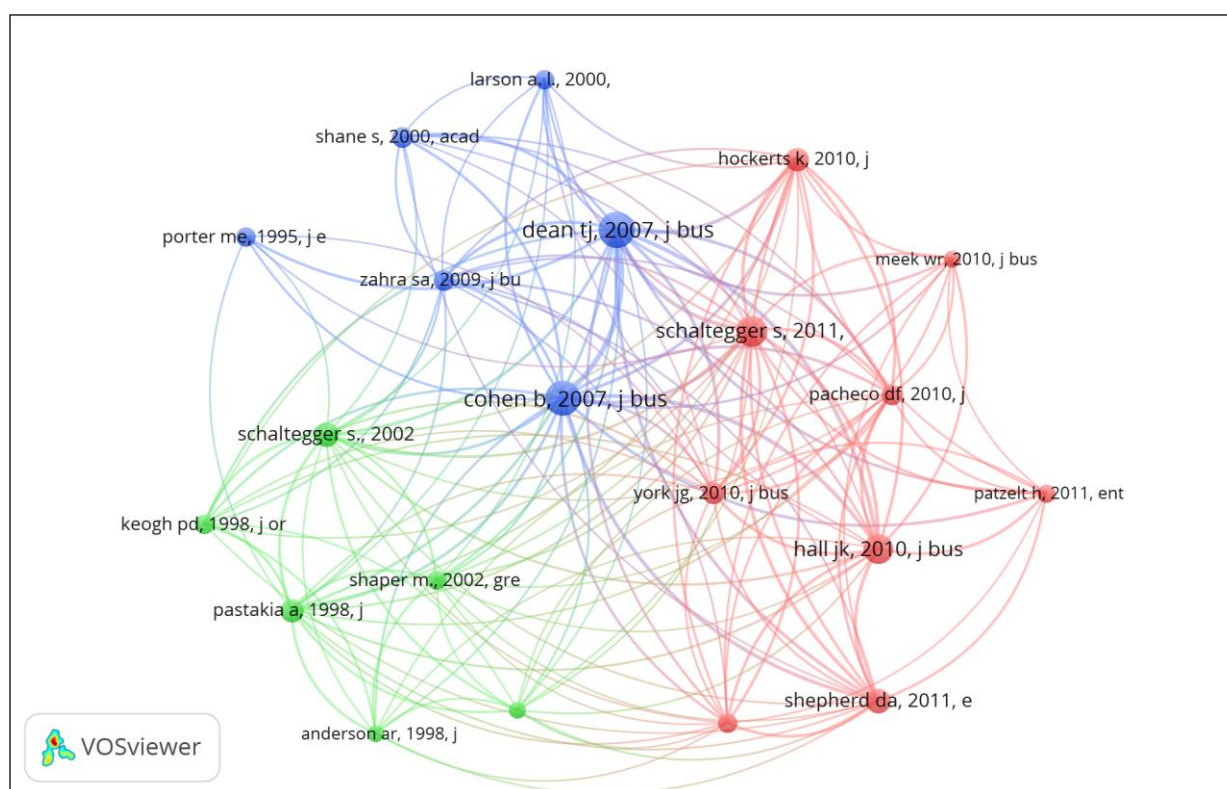 larson a. l., 2000,
shane s, 2000, acad
hockerts k, 2010, j
dean tj, 2007, j bus
porter me, 1995, j e
meek wr, 2010, j bus
zahra sa, 2009, j bu
schaltegger s, 2011,
pacheco df, 2010, j
cohen b, 2007, j bus
schaltegger s., 2002
york jg, 2010, j bus
patzelt h, 2011, ent
keogh pd, 1998, j or
hall jk, 2010, j bus
shaper m., 2002, gre
pastakia a, 1998, j
shepherd da, 2011, e
anderson ar, 1998, j
VOSviewer